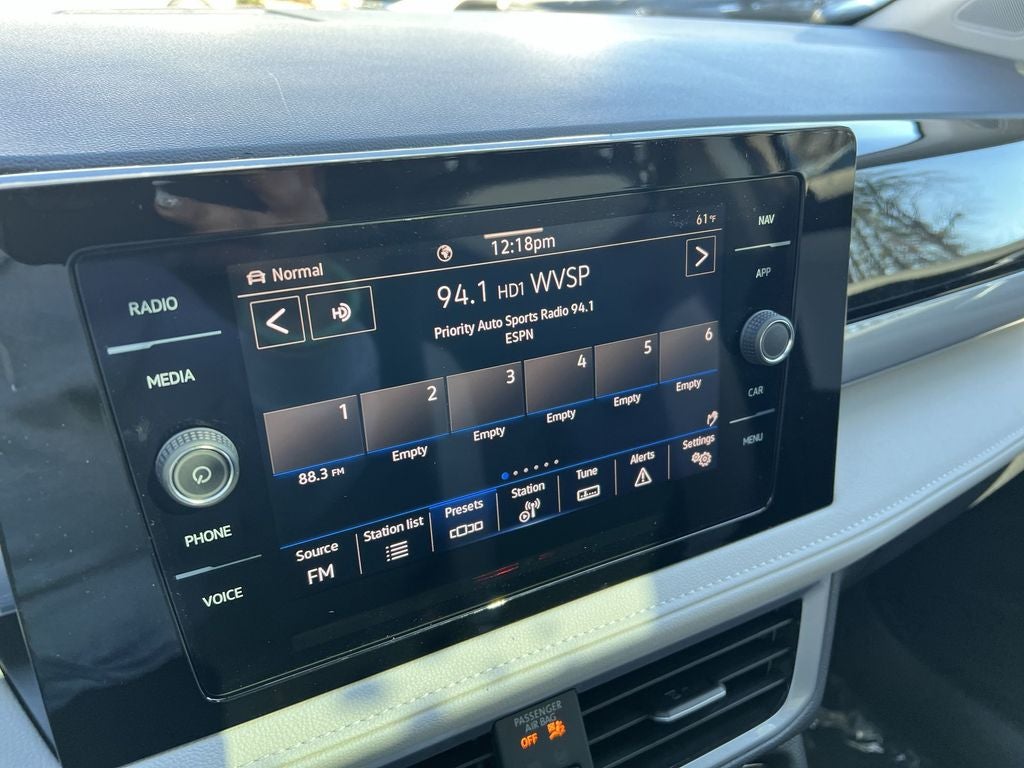 61°F
12:18pm
Normal
NAV
RADIO
MEDIA
PHONE
VOICE
HD
94.1 HD1 WVSP
Priority Auto Sports Radio 94.1
ESPN
APP
CAR
MENU
1 2 3 4 5 6
88.3 FM Empty Empty Empty Empty Empty
Source Station list Presets Station Tune Alerts Settings
FM
PASSENGER
AIR BAG
OFF